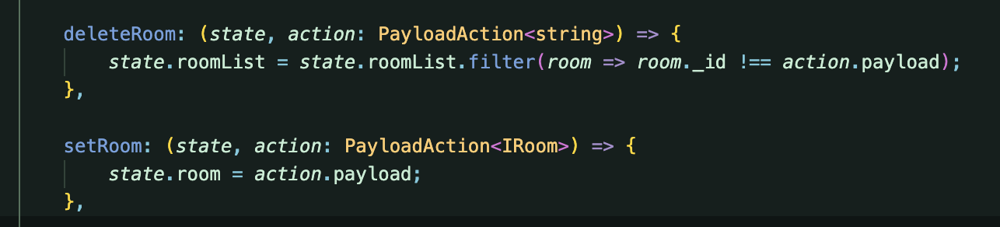 deleteRoom: (state, action: PayloadAction<string>) => {
    state.roomList = state.roomList.filter(room => room._id !== action.payload);
},

setRoom: (state, action: PayloadAction<IRoom>) => {
    state.room = action.payload;
},